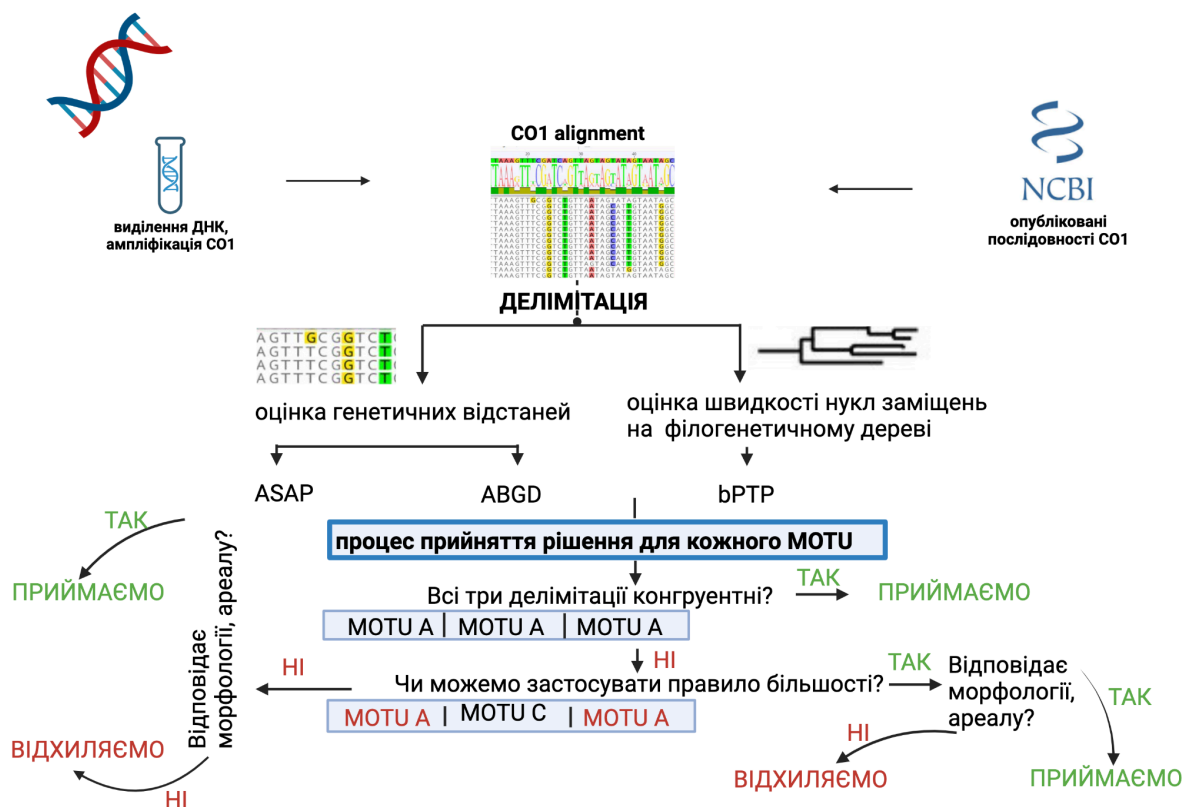 CO1 alignment
NCBI
виділення ДНК,
ампліфікація CO1
опубліковані
послідовності CO1
ДЕЛІМІТАЦІЯ
AGTTGCGGTCT
AGTTTCGGTCT
AGTTTCGGTCT
AGTTTCGGTCT
оцінка генетичних відстаней
оцінка швидкості нукл заміщень
на філогенетичному дереві
ASAP
ABGD
bPTP
процес прийняття рішення для кожного MOTU
ТАК
ПРИЙМАЄМО
Всі три делімітації конгруентні?
ТАК
ПРИЙМАЄМО
MOTU A | MOTU A | MOTU A
НІ
Чи можемо застосувати правило більшості?
MOTU A | MOTU C | MOTU A
НІ
Відповідає
морфології, ареалу?
ВІДХИЛЯЄМО
НІ
ТАК
Відповідає
морфології,
ареалу?
ТАК
НІ
ВІДХИЛЯЄМО
ПРИЙМАЄМО